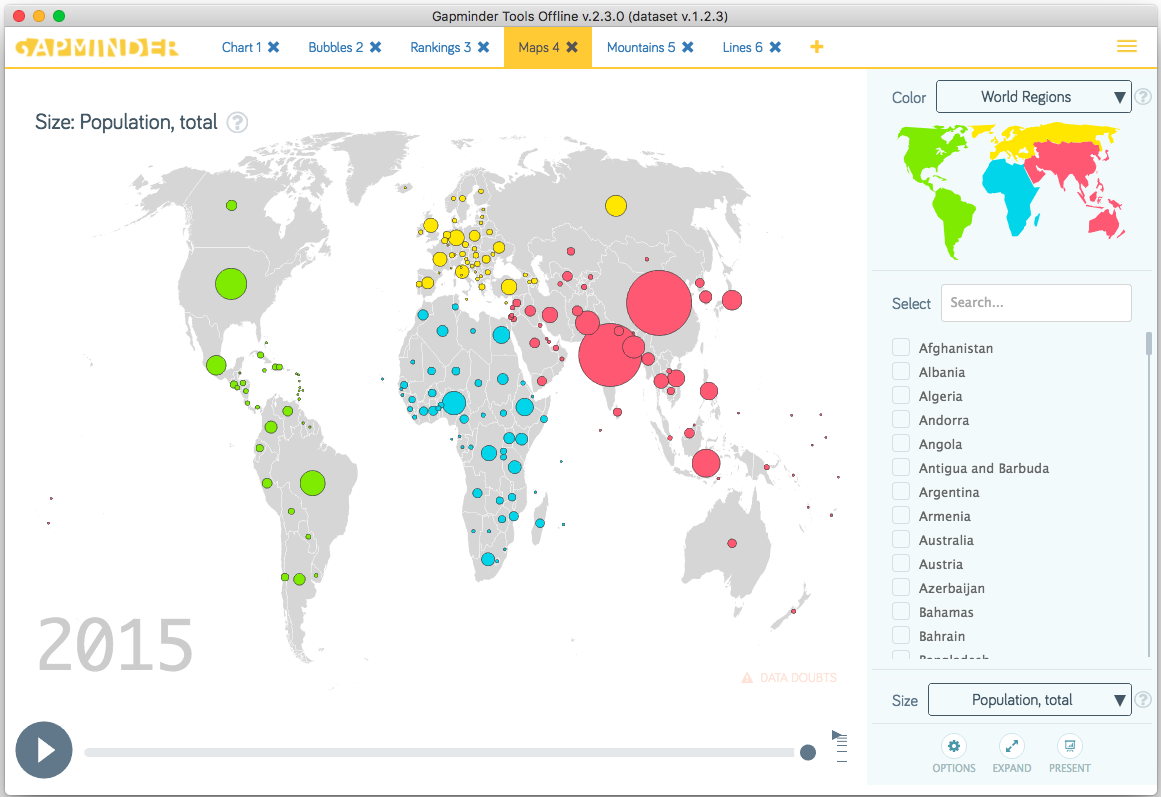 Gapminder Tools Offline v.2.3.0 (dataset v.1.2.3)
GAPMINDER
Chart 1 ✖ Bubbles 2 ✖ Rankings 3 ✖ Maps 4 ✖ Mountains 5 ✖ Lines 6 ✖ +
Size: Population, total ?
Color World Regions ▼ ?
Select Search...
Afghanistan
Albania
Algeria
Andorra
Angola
Antigua and Barbuda
Argentina
Armenia
Australia
Austria
Azerbaijan
Bahamas
Bahrain
Bangladesh
2015
DATA DOUBTS
Size Population, total ▼ ?
OPTIONS EXPAND PRESENT